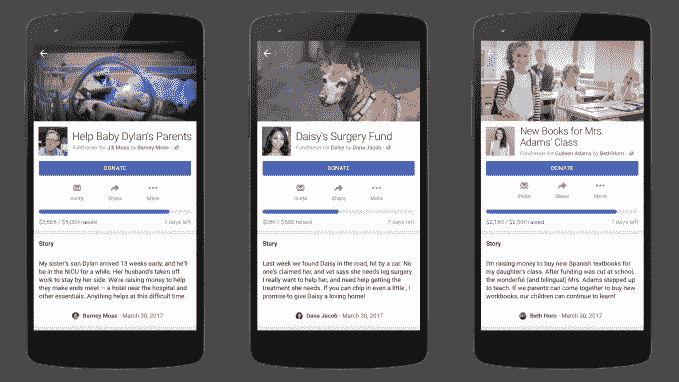 Help Baby Dylan's Parents
Fundraiser for Jill Moss by Barney Moss ·
DONATE
Invite
Share
More
$3,965 / $5,000 raised
7 days left
Story
My sister's son Dylan arrived 13 weeks early, and he'll
be in the NICU for a while. Her husband's taken off
work to stay by her side. We're raising money to help
they make ends meet — a hotel near the hospital and
other essentials. Anything helps at this difficult time.
Barney Moss · March 30, 2017
Daisy's Surgery Fund
Fundraiser for Daisy by Dana Jacob ·
DONATE
Invite
Share
More
$250 / $500 raised
7 days left
Story
Last week we found Daisy in the road, hit by a car. No
one's claimed her, and vet says she needs leg surgery.
I really want to help her, and need help getting the
treatment she needs. If you can chip in even a little, I
promise to give Daisy a loving home!
Dana Jacob · March 30, 2017
New Books for Mrs.
Adams' Class
Fundraiser for Colleen Adams by Beth Horn ·
DONATE
Invite
Share
More
7 days left
Story
I'm raising money to buy new Spanish textbooks for
my daughter's class. After funding was cut at school,
the wonderful (and bilingual) Mrs. Adams stepped up
to teach. If we parents can come together to buy new
workbooks, our children can continue to learn!
Beth Horn · March 30, 2017